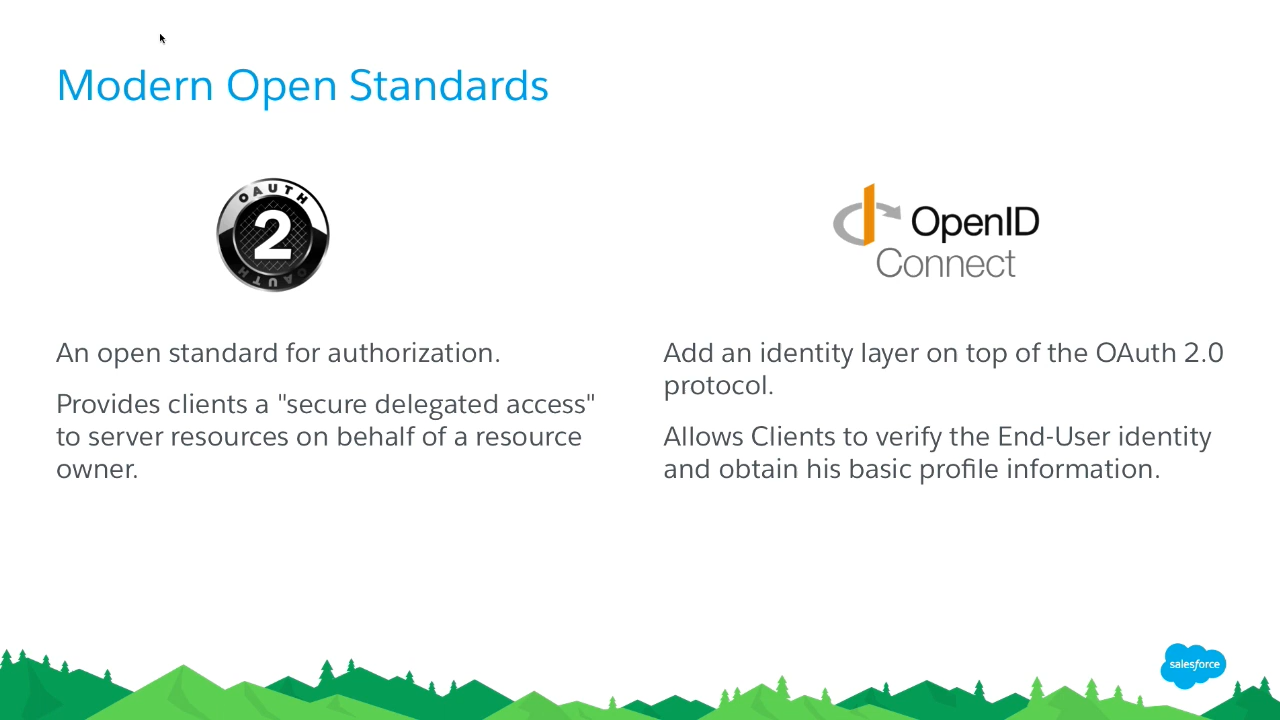 Modern Open Standards
OAUTH
2
OAUTH
An open standard for authorization.
Provides clients a "secure delegated access"
to server resources on behalf of a resource
owner.
OpenID
Connect
Add an identity layer on top of the OAuth 2.0
protocol.
Allows Clients to verify the End-User identity
and obtain his basic profile information.
salesforce